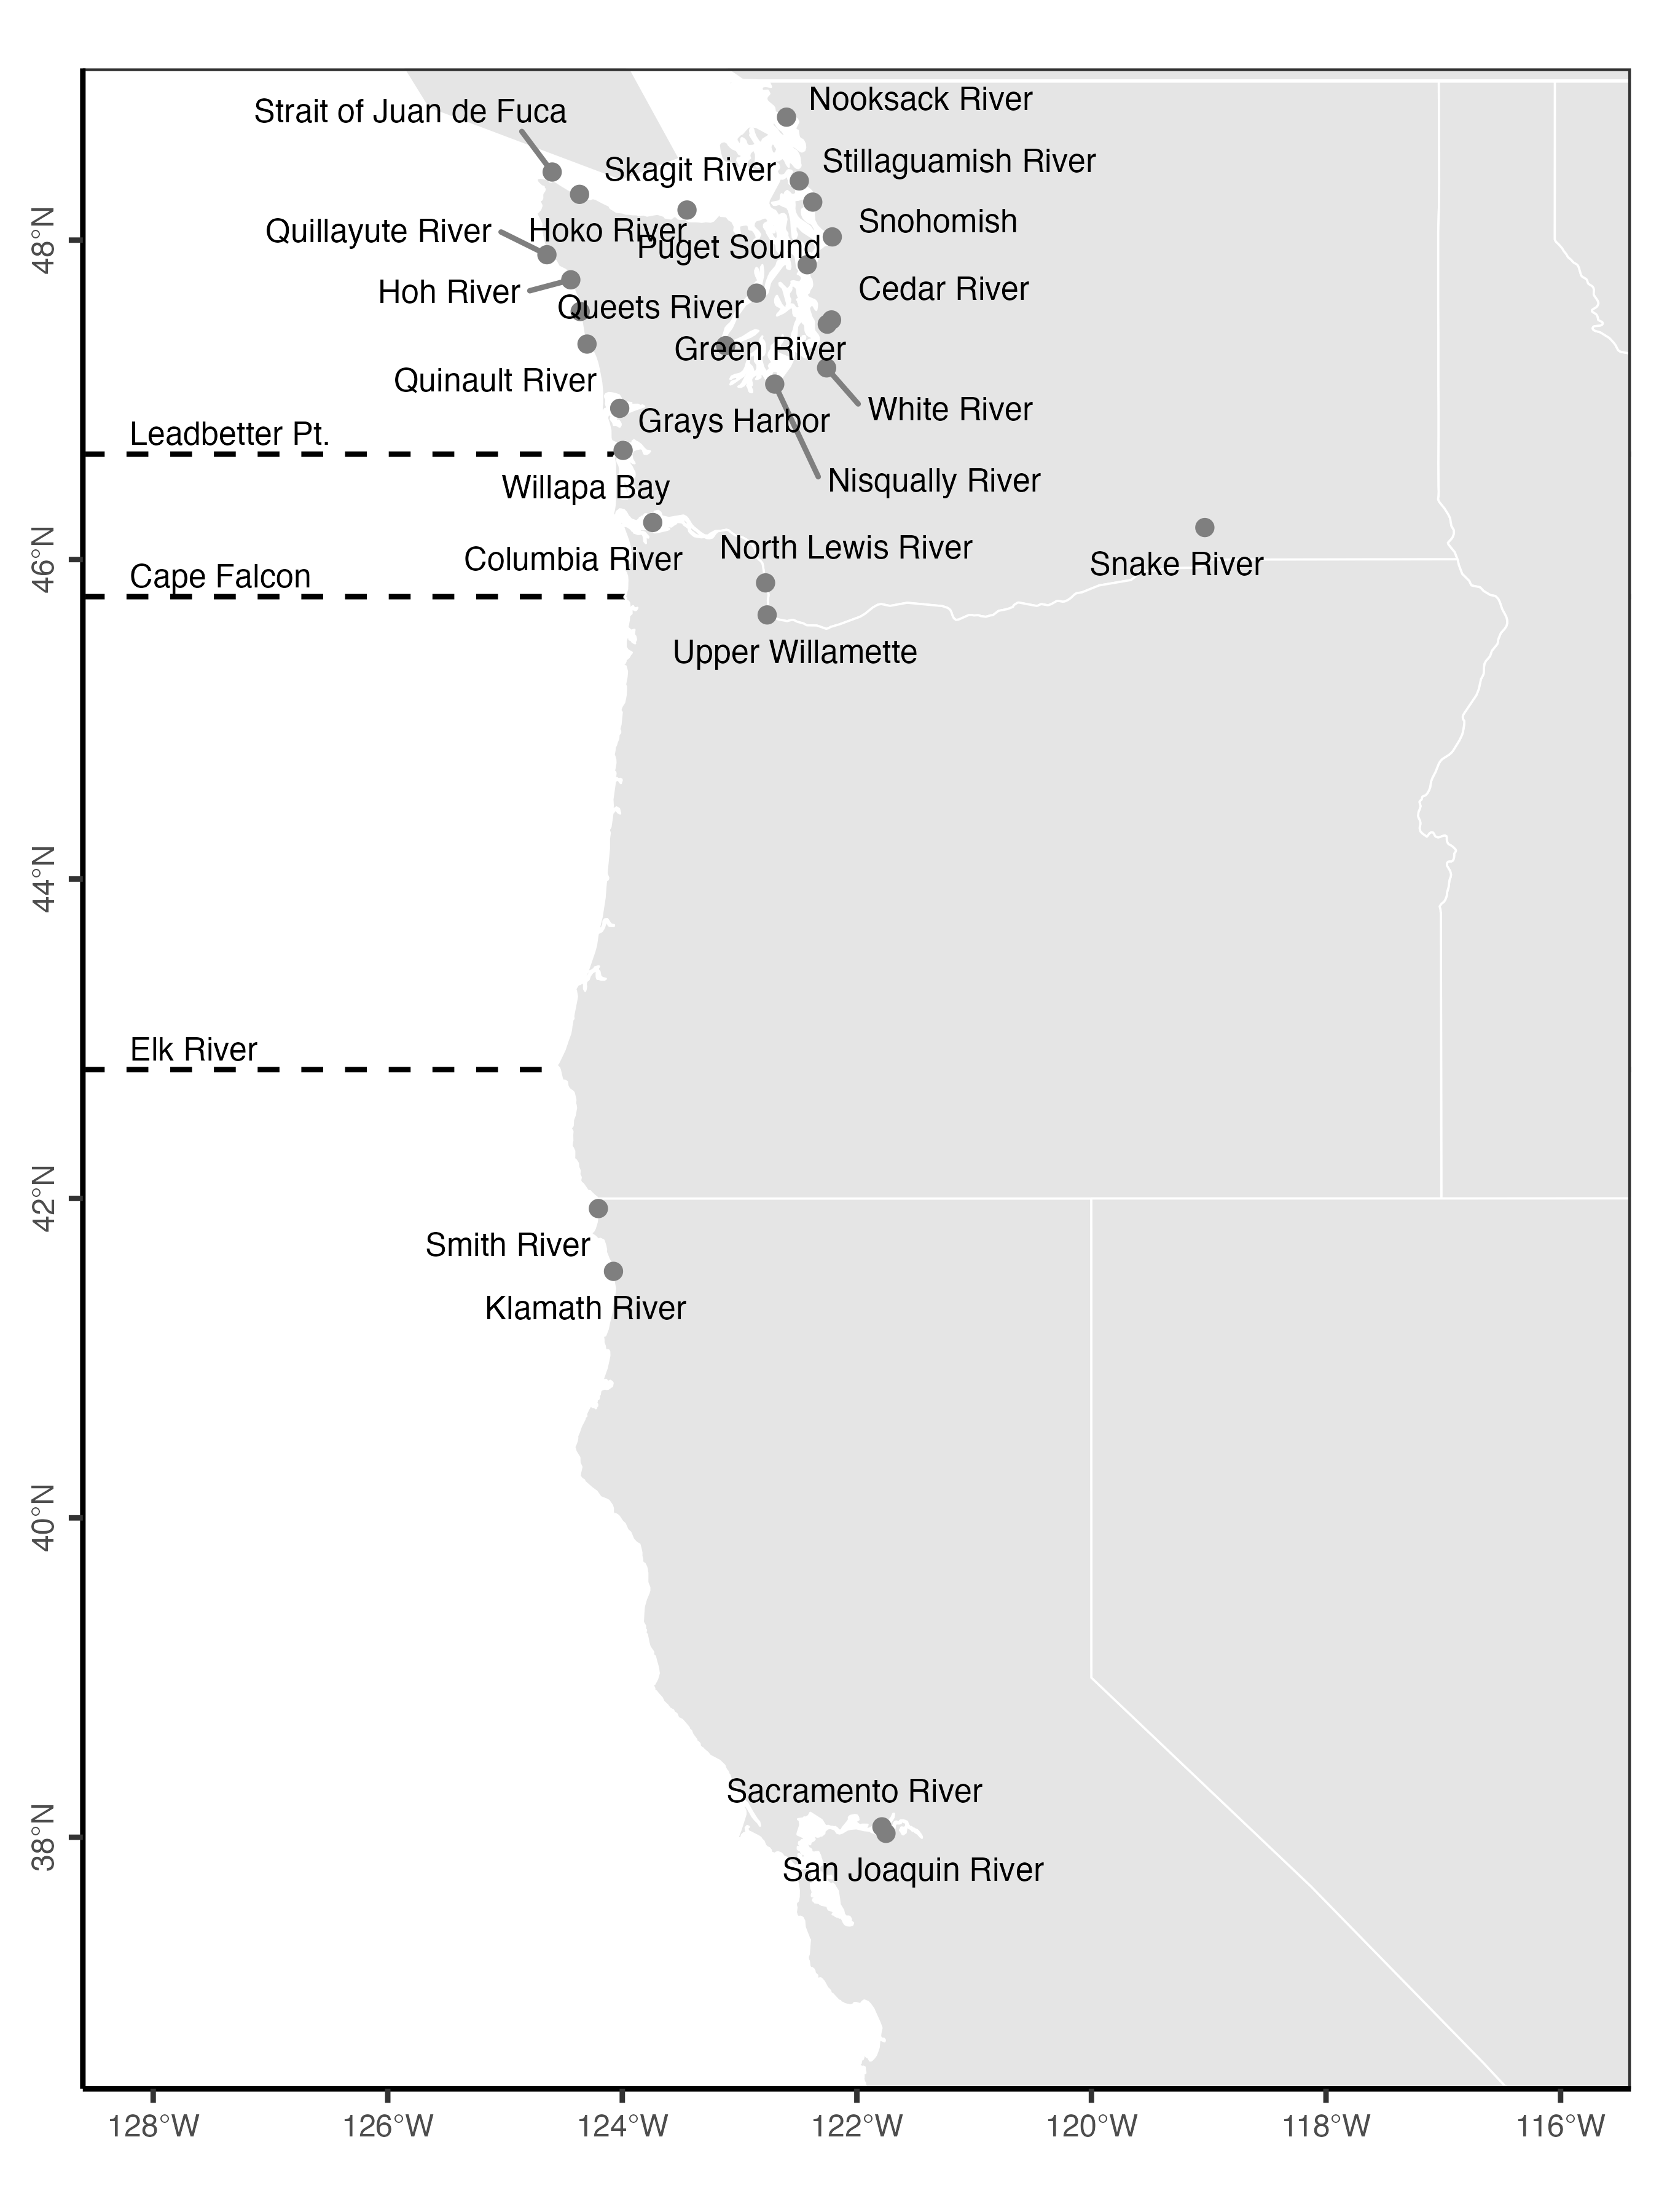 Nooksack River
Strait of Juan de Fuca
Stillaguamish River
Skagit River
Snohomish
Quillayute River
Hoko River
Puget Sound
Cedar River
Hoh River
Queets River
Green River
Quinault River
White River
Grays Harbor
Leadbetter Pt.
Nisqually River
Willapa Bay
North Lewis River
Columbia River
Snake River
Cape Falcon
Upper Willamette
Elk River
Smith River
Klamath River
Sacramento River
San Joaquin River
48°N
46°N
44°N
42°N
40°N
38°N
128°W
126°W
124°W
122°W
120°W
118°W
116°W